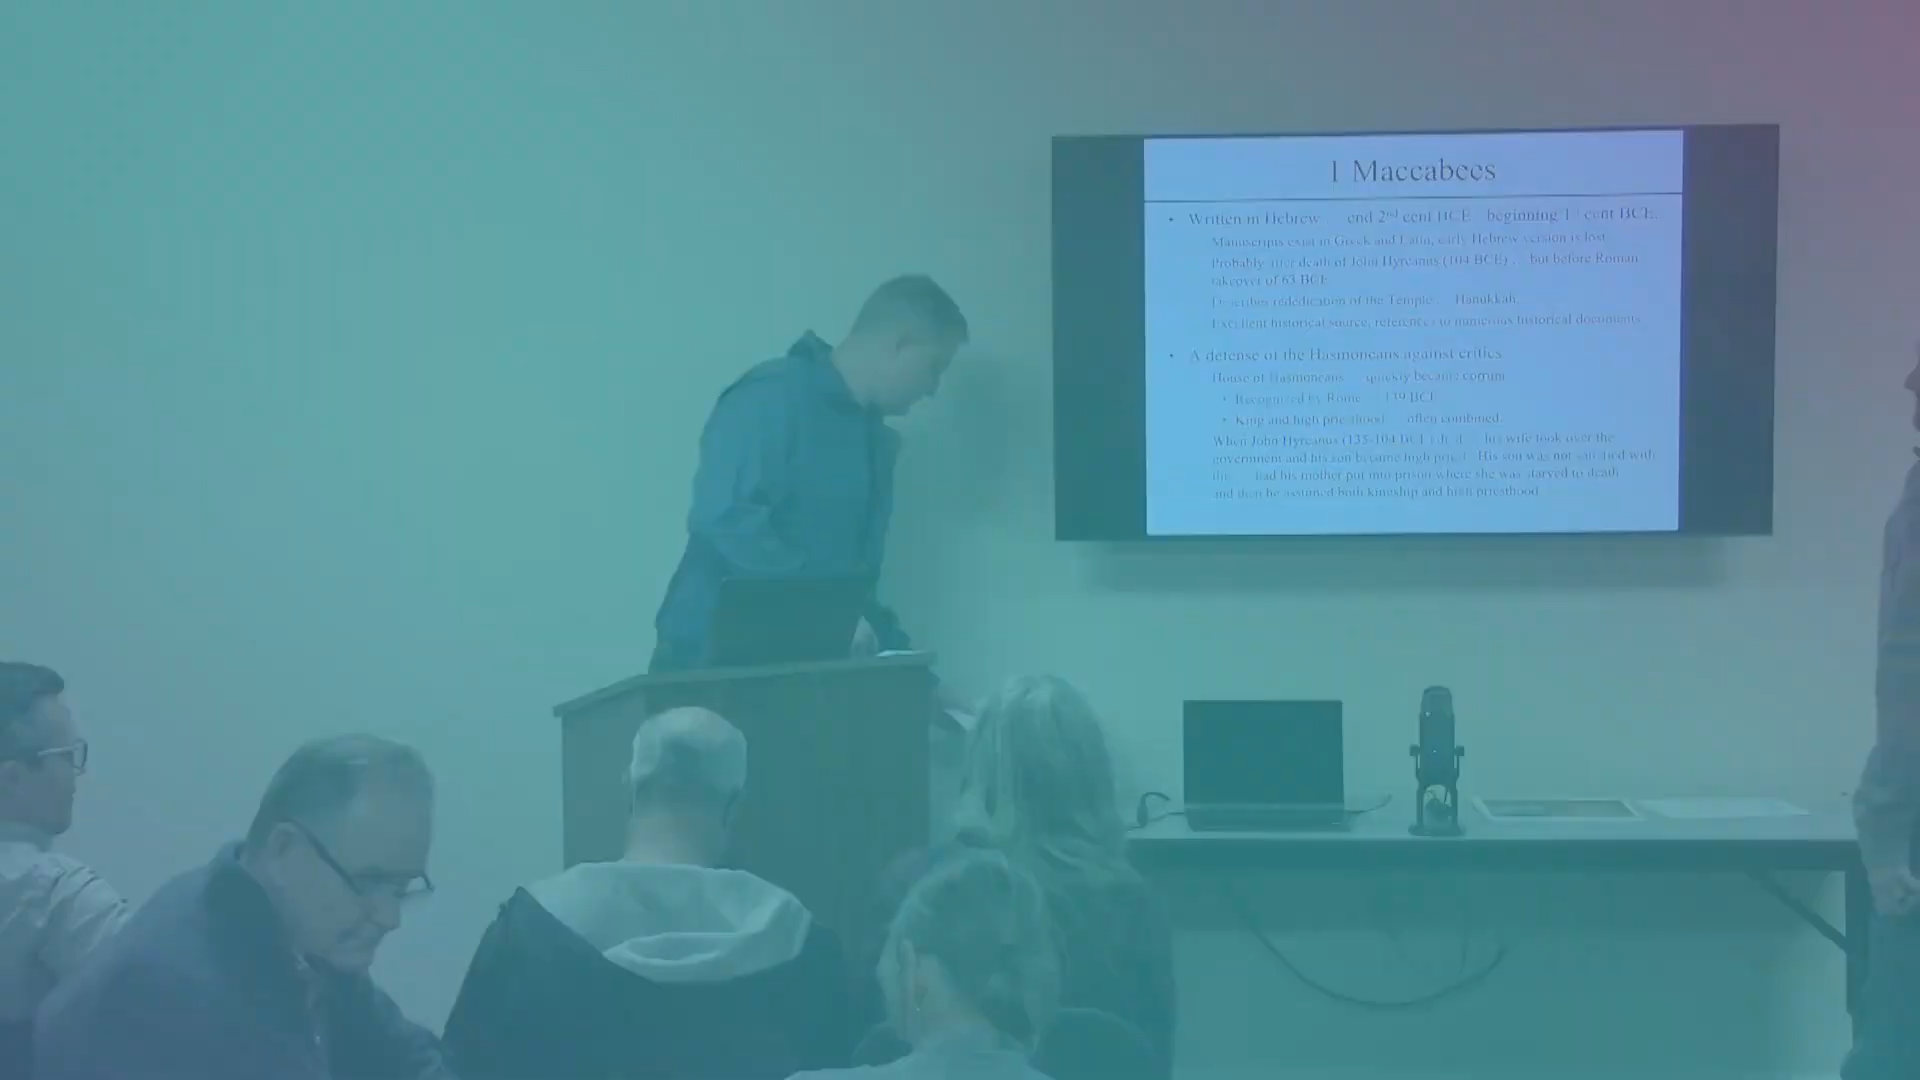 1 Maccabees
• Written in Hebrew… end 2nd cent BCE beginning 1st cent BCE.
Manuscripts exist in Greek and Latin, early Hebrew version is lost
Probably after death of John Hyrcanus (104 BCE)… but before Roman
takeover of 63 BCE
Describes rededication of the Temple… Hanukkah.
Excellent historical source, references to numerous historical documents
• A defense of the Hasmoneans against critics
House of Hasmoneans… quickly became corrupt
• Recognized by Rome… 139 BCE
• King and high priesthood… often combined.
When John Hyrcanus (135-104 BCE) died… his wife took over the
government and his son became high priest. His son was not satisfied with
this… had his mother put into prison where she was starved to death
and then he assumed both kingship and high priesthood